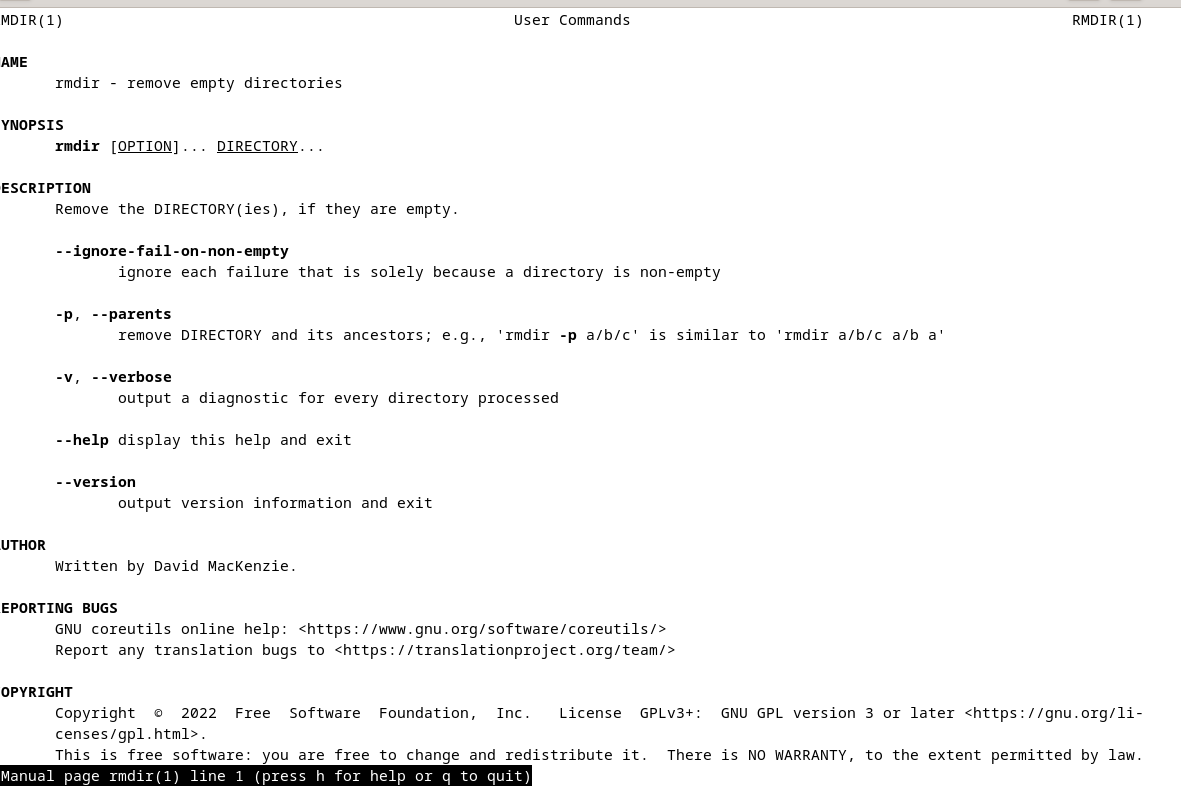 MDIR(1)                                                  User Commands                                                 RMDIR(1)
AME
rmdir - remove empty directories
YNOPSIS
rmdir [OPTION]... DIRECTORY...
ESCRIPTION
Remove the DIRECTORY(ies), if they are empty.
--ignore-fail-on-non-empty
ignore each failure that is solely because a directory is non-empty
-p, --parents
remove DIRECTORY and its ancestors; e.g., 'rmdir -p a/b/c' is similar to 'rmdir a/b/c a/b a'
-v, --verbose
output a diagnostic for every directory processed
--help display this help and exit
--version
output version information and exit
UTHOR
Written by David MacKenzie.
EPORTING BUGS
GNU coreutils online help: <https://www.gnu.org/software/coreutils/>
Report any translation bugs to <https://translationproject.org/team/>
OPYRIGHT
Copyright  ©  2022  Free  Software  Foundation,  Inc.   License  GPLv3+:  GNU GPL version 3 or later <https://gnu.org/li-
censes/gpl.html>.
This is free software: you are free to change and redistribute it.  There is NO WARRANTY, to the extent permitted by law.
Manual page rmdir(1) line 1 (press h for help or q to quit)